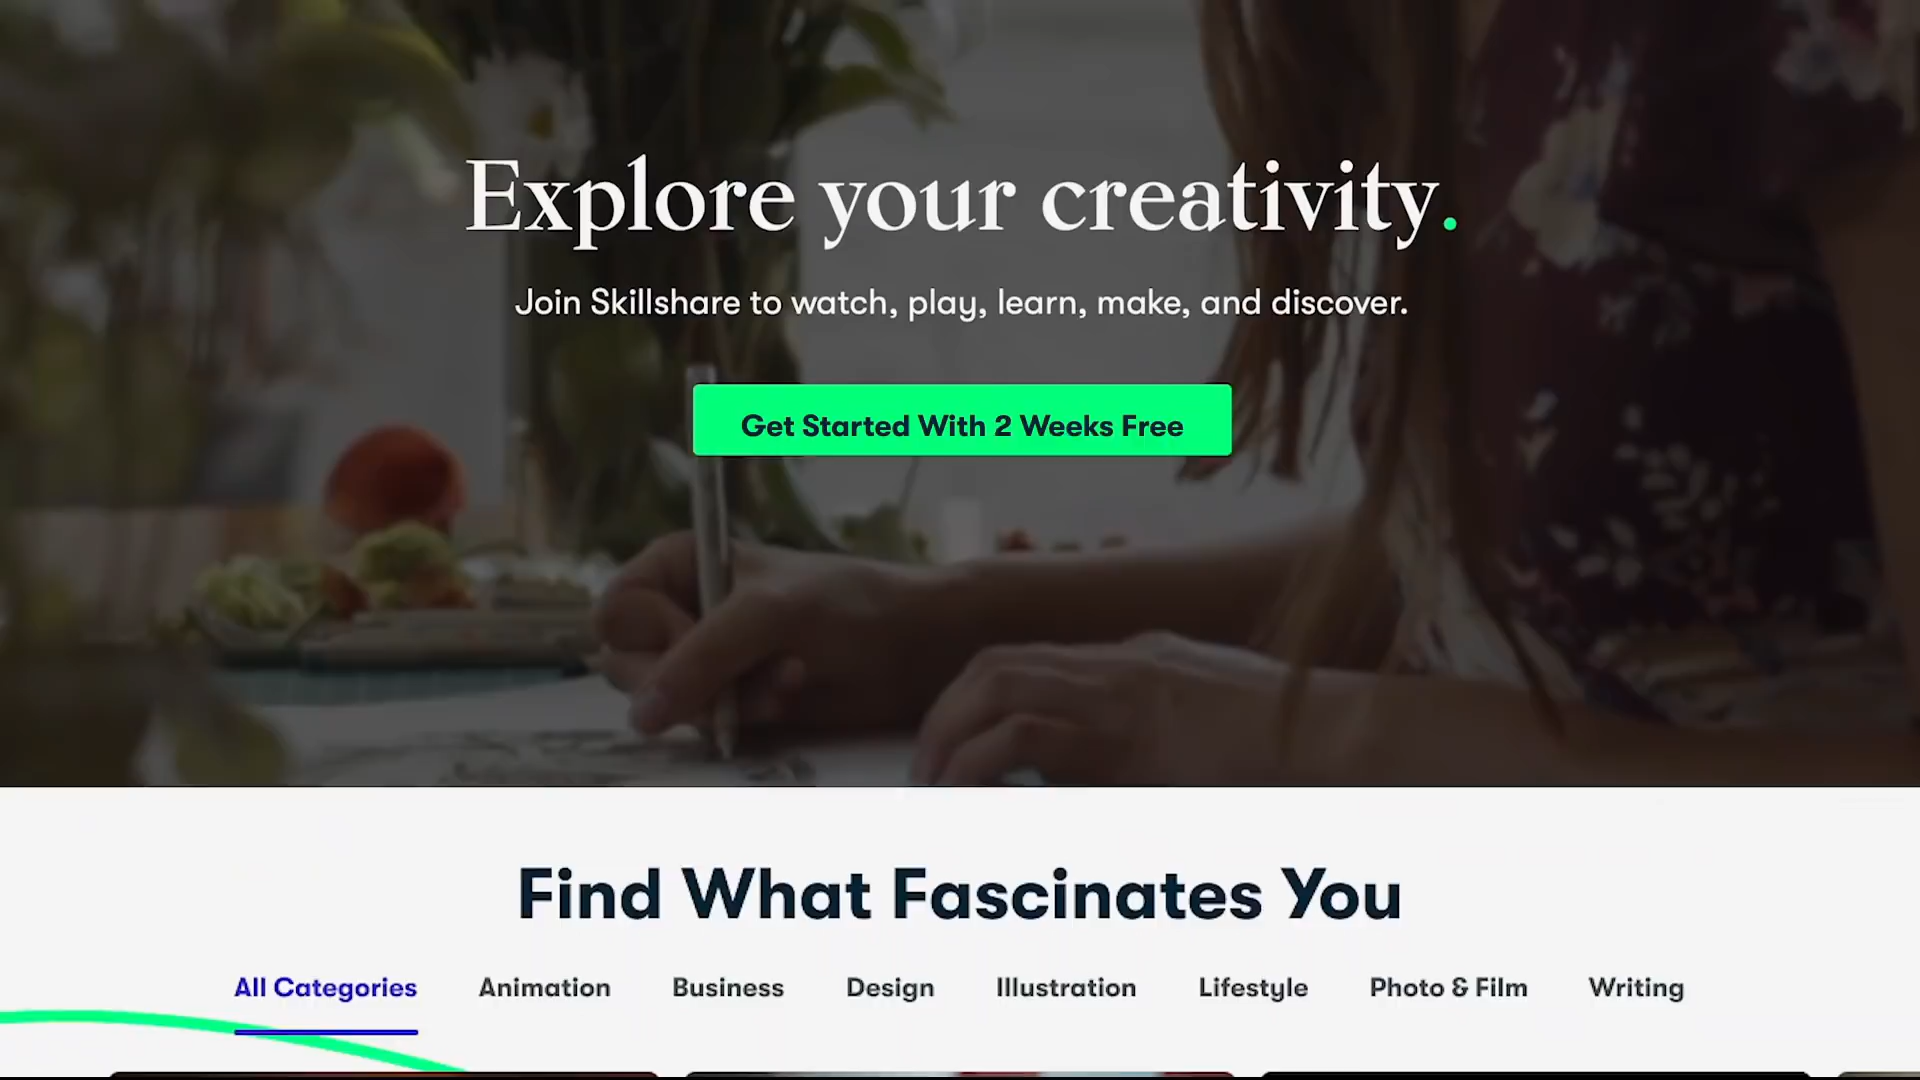 Explore your creativity.
Join Skillshare to watch, play, learn, make, and discover.
Get Started With 2 Weeks Free
Find What Fascinates You
All Categories Animation Business Design Illustration Lifestyle Photo & Film Writing